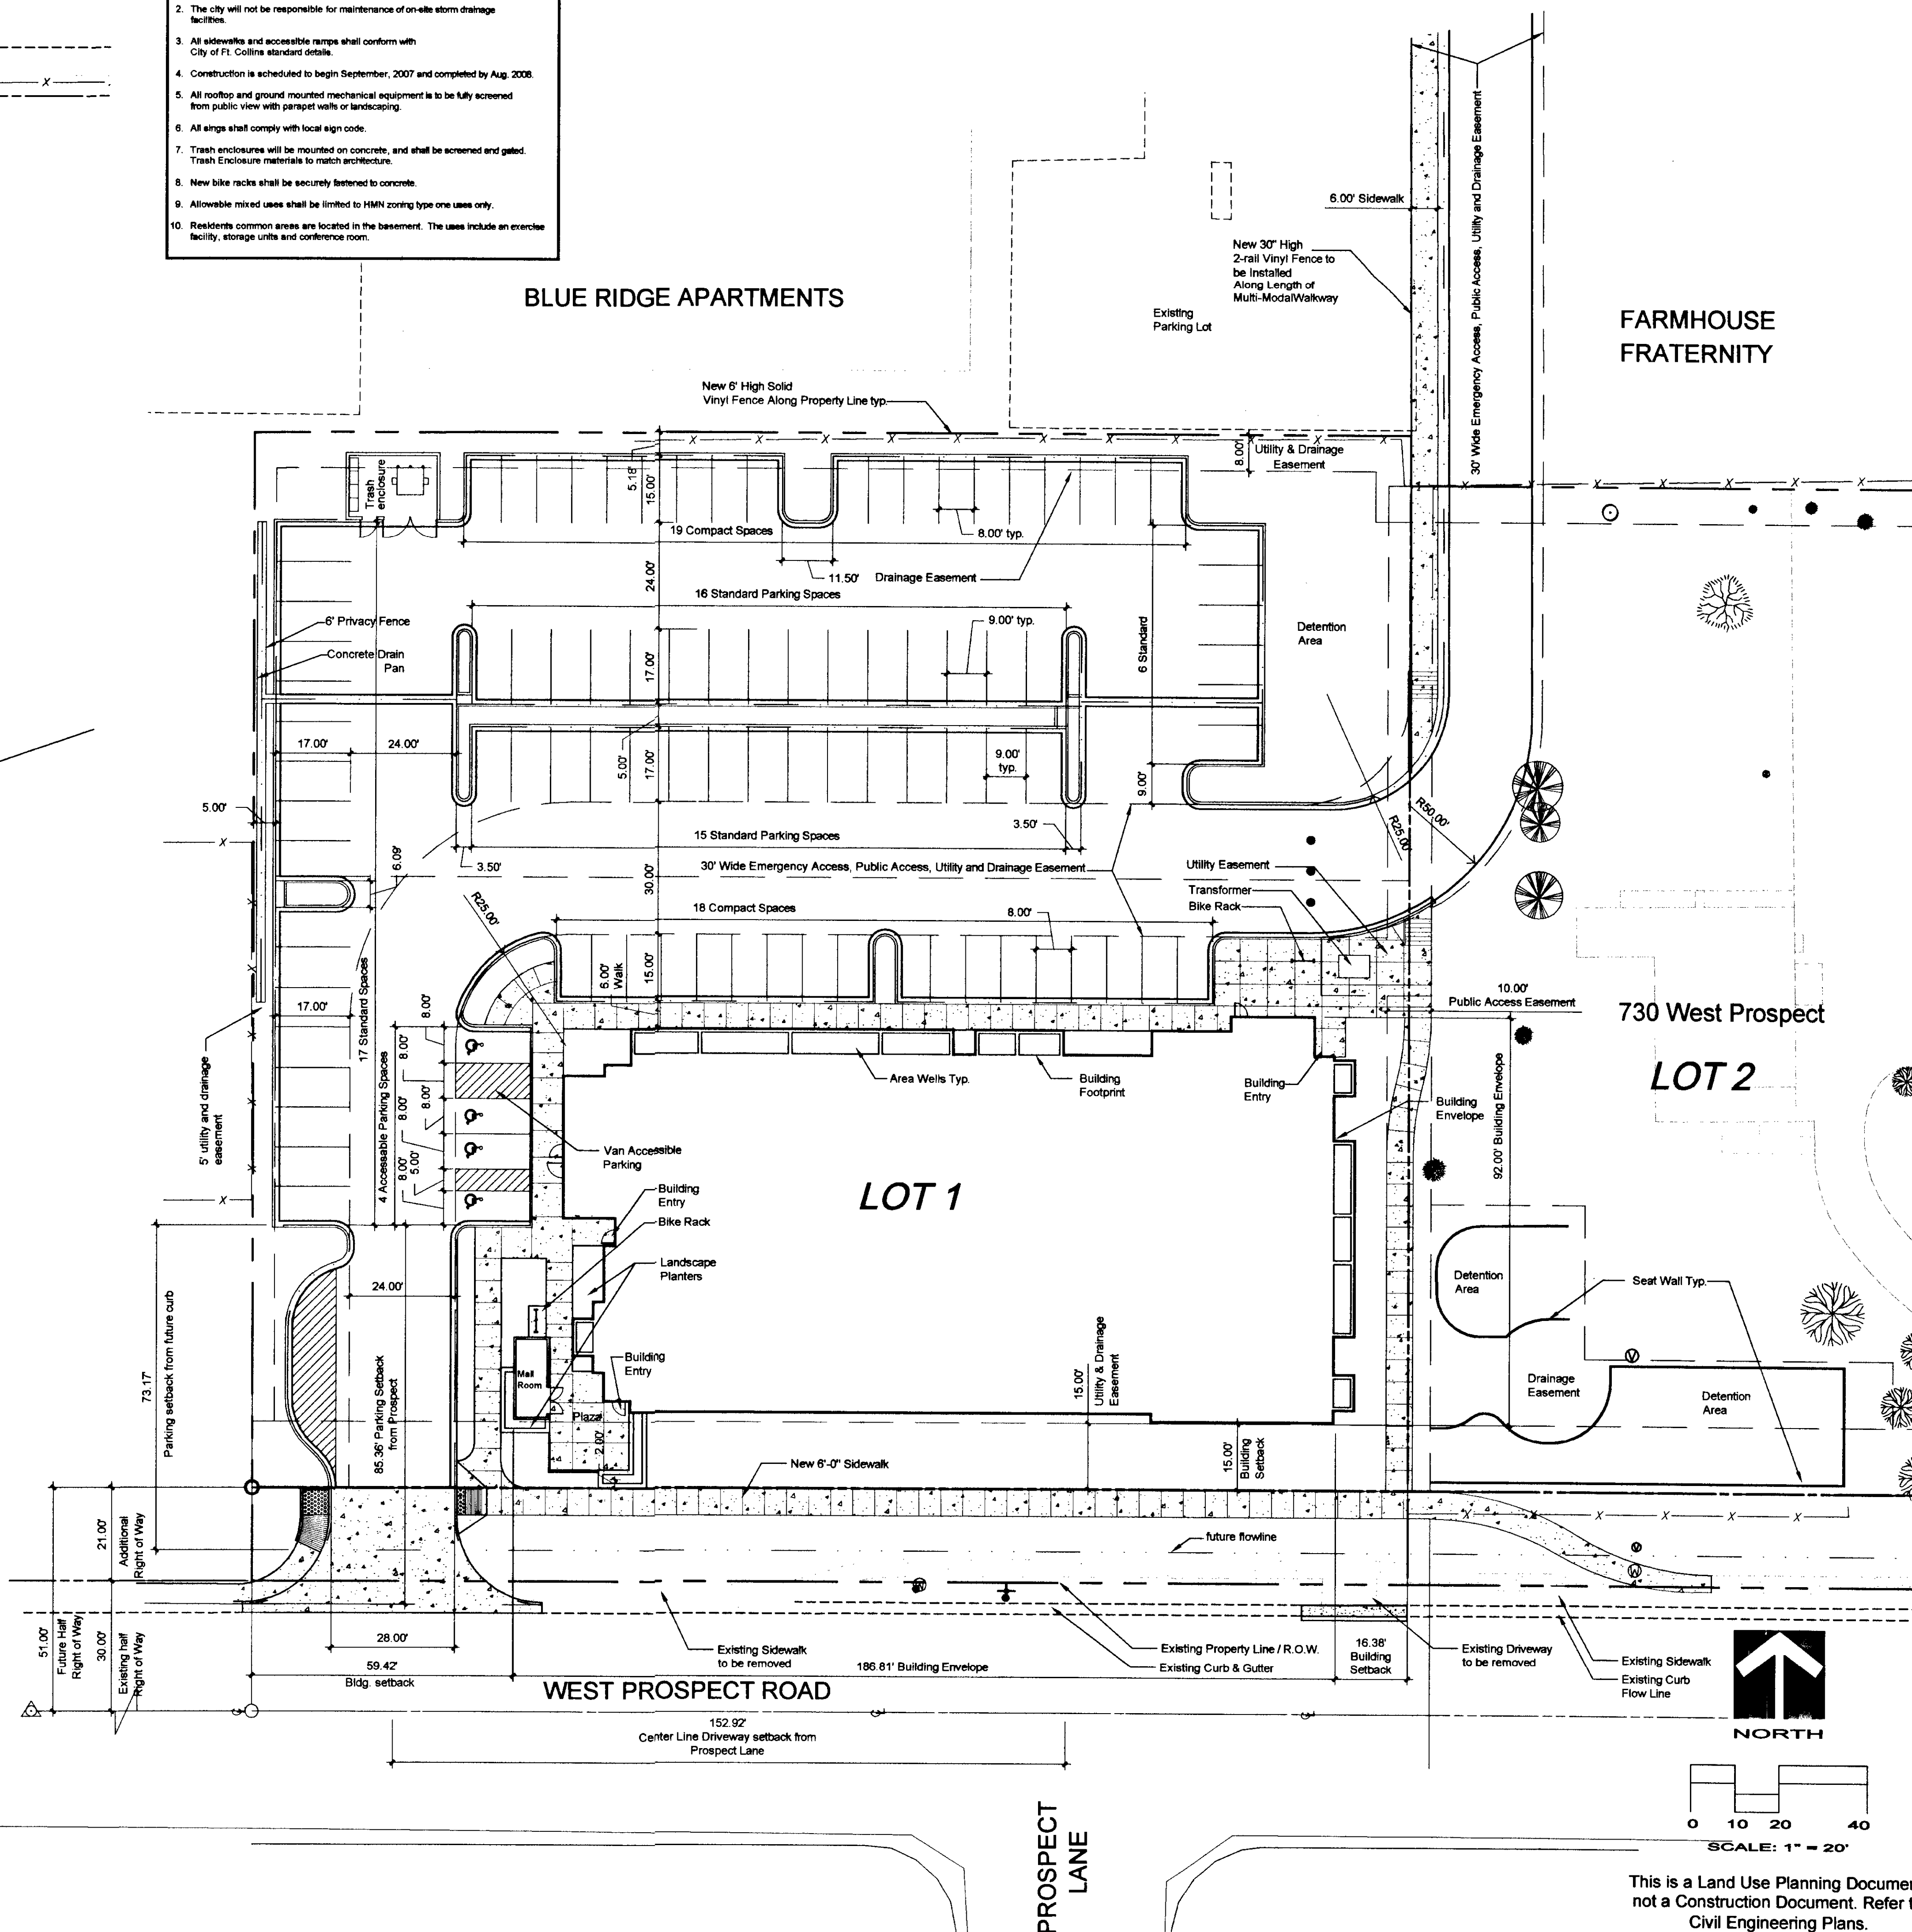 2. The city will not be responsible for maintenance of on-site storm drainage
facilities.
3. All sidewalks and accessible ramps shall conform with
City of Ft. Collins standard details.
4. Construction is scheduled to begin September, 2007 and completed by Aug. 2008.
5. All rooftop and ground mounted mechanical equipment is to be fully screened
from public view with parapet walls or landscaping.
6. All sings shall comply with local sign code.
7. Trash enclosures will be mounted on concrete, and shall be screened and gated.
Trash Enclosure materials to match architecture.
8. New bike racks shall be securely fastened to concrete.
9. Allowable mixed uses shall be limited to HMN zoning type one uses only.
10. Residents common areas are located in the basement. The uses include an exercise
facility, storage units and conference room.
BLUE RIDGE APARTMENTS
6.00' Sidewalk
30' Wide Emergency Access, Public Access, Utility and Drainage Easement
New 30" High
2-rail Vinyl Fence to
be Installed
Along Length of
Multi-ModalWalkway
Existing
Parking Lot
FARMHOUSE
FRATERNITY
New 6' High Solid
Vinyl Fence Along Property Line typ.
8.00'
Utility & Drainage
Easement
Trash
enclosure
5.18'
15.00'
19 Compact Spaces
8.00' typ.
11.50'
Drainage Easement
24.00'
16 Standard Parking Spaces
6' Privacy Fence
9.00' typ.
Detention
Area
Concrete Drain
Pan
17.00'
6 Standard
17.00'
24.00'
5.00'
17.00'
9.00'
typ.
9.00'
5.00'
R50.00'
R25.00'
15 Standard Parking Spaces
3.50'
6.09'
3.50'
30' Wide Emergency Access, Public Access, Utility and Drainage Easement
Utility Easement
30.00'
Transformer
Bike Rack
R25.00'
18 Compact Spaces
8.00'
6.00'
Walk
15.00'
17 Standard Spaces
17.00'
8.00'
10.00'
Public Access Easement
730 West Prospect
LOT 2
8.00'
8.00'
8.00'
8.00'
5.00'
4 Accessable Parking Spaces
5' utility and drainage
easement
Area Wells Typ.
Building
Footprint
Building
Entry
Building
Envelope
92.00' Building Envelope
Van Accessible
Parking
LOT 1
Building
Entry
Bike Rack
Landscape
Planters
Detention
Area
Seat Wall Typ.
24.00'
73.17'
Parking setback from future curb
85.36' Parking Setback
from Prospect
Building
Entry
Mail
Room
Plaza
2.00'
15.00'
Utility & Drainage
Easement
V
Drainage
Easement
Detention
Area
15.00'
Building
Setback
New 6'-0" Sidewalk
21.00'
Additional
Right of Way
future flowline
V
W
W
51.00'
Future Half
Right of Way
30.00'
Existing half
Right of Way
28.00'
59.42'
Bldg. setback
Existing Sidewalk
to be removed
186.81' Building Envelope
Existing Property Line / R.O.W.
Existing Curb & Gutter
16.38'
Building
Setback
Existing Driveway
to be removed
Existing Sidewalk
Existing Curb
Flow Line
WEST PROSPECT ROAD
152.92'
Center Line Driveway setback from
Prospect Lane
NORTH
PROSPECT
LANE
0 10 20 40
SCALE: 1" = 20'
This is a Land Use Planning Documen
not a Construction Document. Refer t
Civil Engineering Plans.